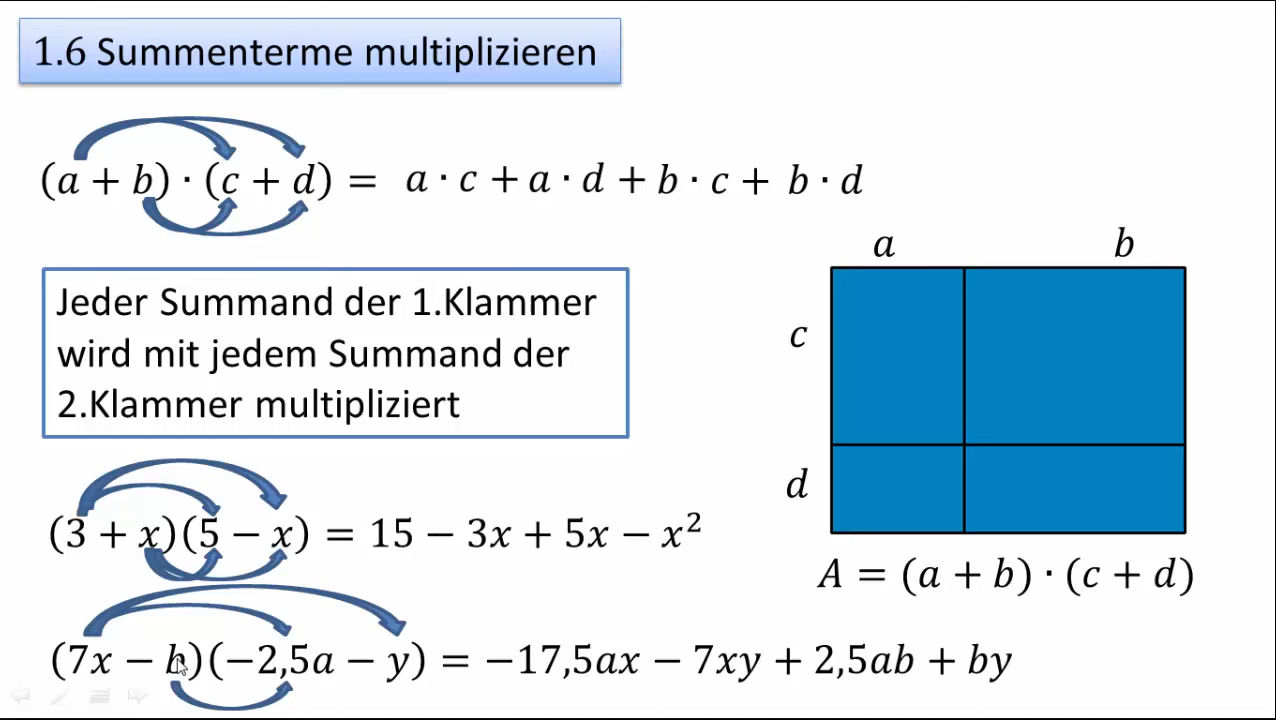 1.6 Summenterme multiplizieren
(a + b) · (c + d) = a · c + a · d + b · c + b · d
Jeder Summand der 1.Klammer
wird mit jedem Summand der
2.Klammer multipliziert
a b
c
d
A = (a + b) · (c + d)
(3 + x)(5 − x) = 15 − 3x + 5x − x²
(7x − b)(−2,5a − y) = −17,5ax − 7xy + 2,5ab + by